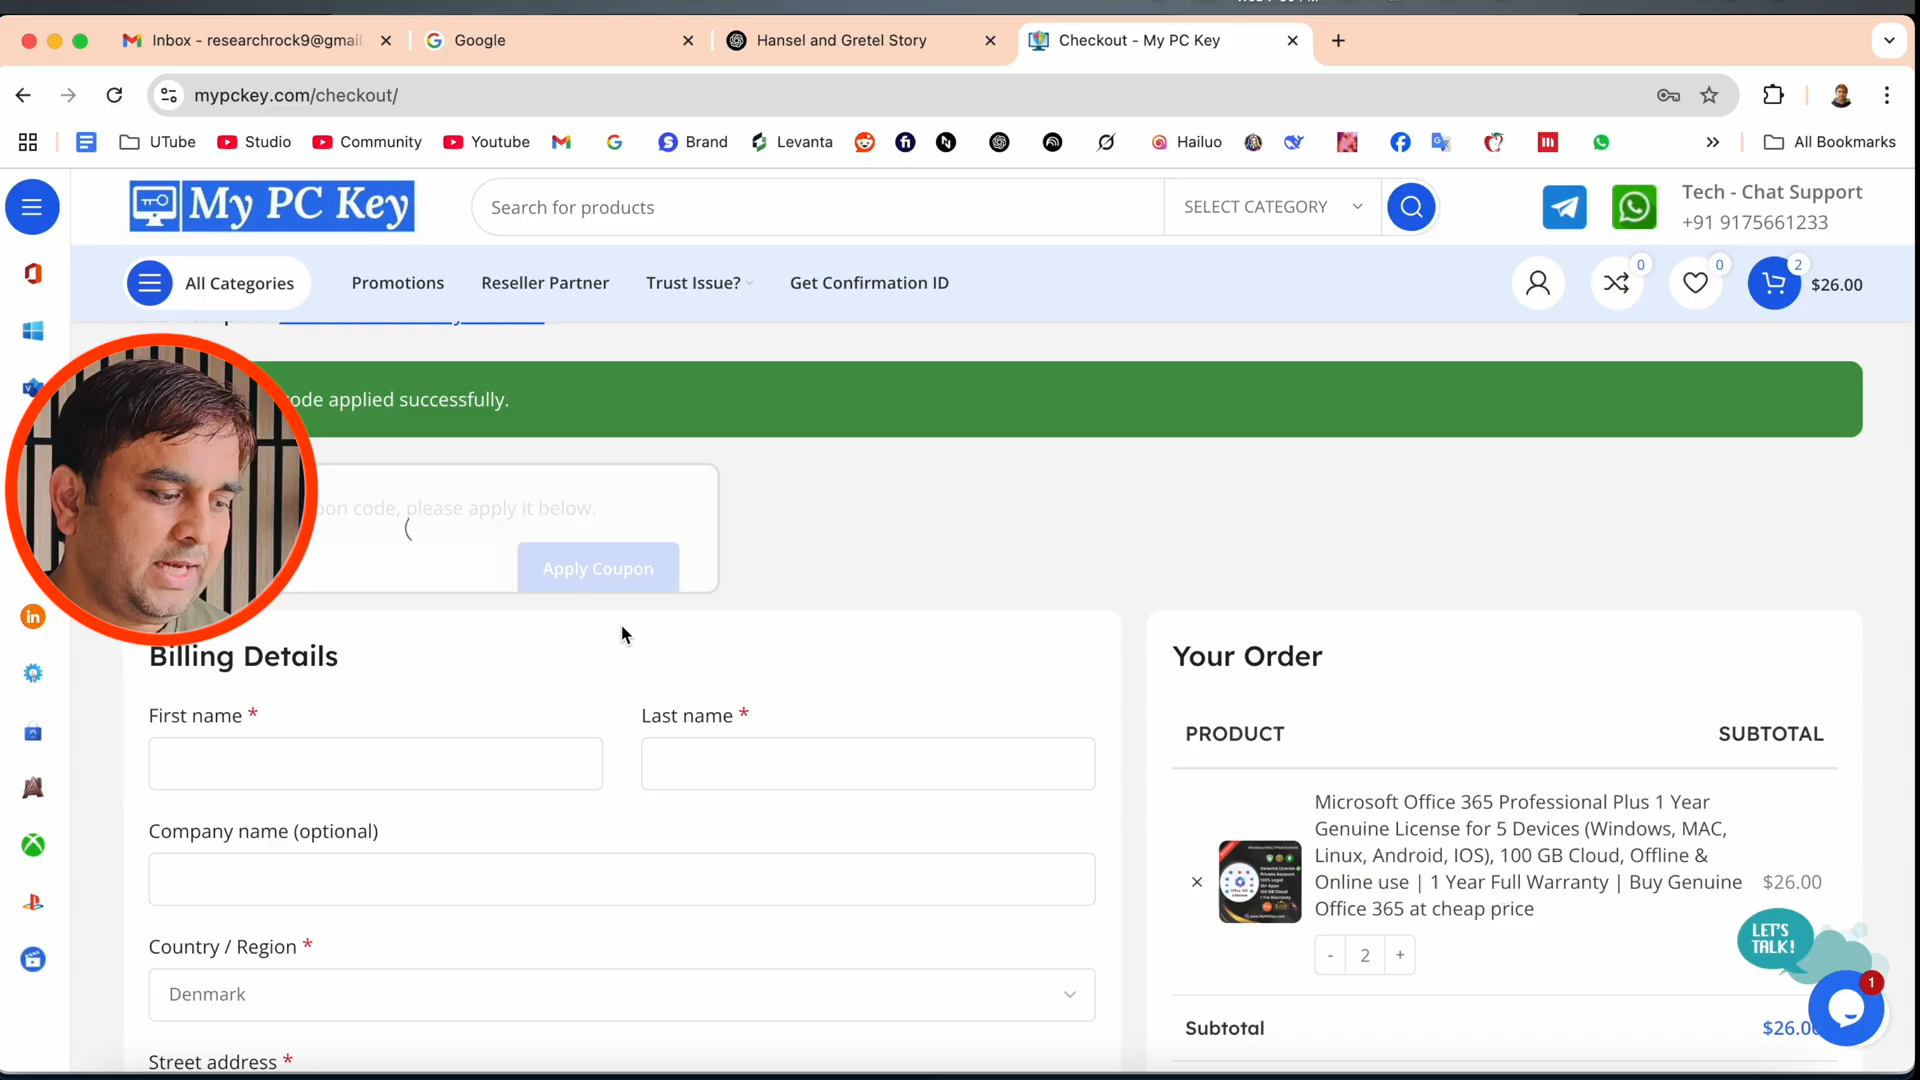 Inbox - researchrock9@gmail
Google
Hansel and Gretel Story
Checkout - My PC Key
mypckey.com/checkout/
UTube
Studio
Community
Youtube
Brand
Levanta
Hailuo
All Bookmarks
My PC Key
Search for products
SELECT CATEGORY
Tech - Chat Support
+91 9175661233
All Categories
Promotions
Reseller Partner
Trust Issue?
Get Confirmation ID
0
0
2
$26.00
ode applied successfully.
pon code, please apply it below.
Apply Coupon
Billing Details
First name *
Last name *
Company name (optional)
Country / Region *
Denmark
Street address *
Your Order
PRODUCT
SUBTOTAL
Microsoft Office 365 Professional Plus 1 Year
Genuine License for 5 Devices (Windows, MAC,
Linux, Android, IOS), 100 GB Cloud, Offline &
Online use | 1 Year Full Warranty | Buy Genuine
Office 365 at cheap price
$26.00
- 2 +
Subtotal
$26.00
LET'S
TALK!
1